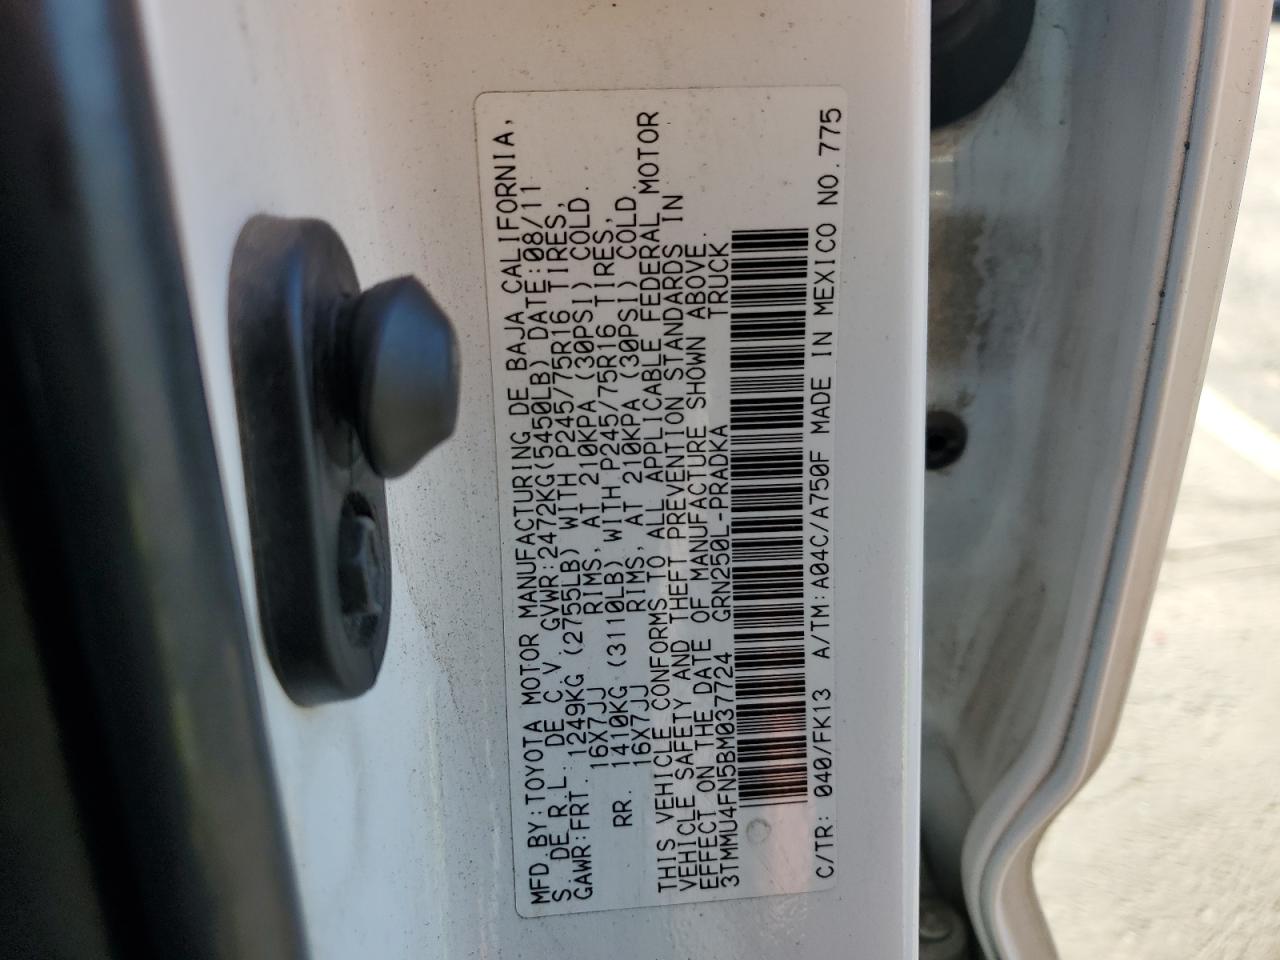 MFD BY:TOYOTA MOTOR MANUFACTURING DE BAJA CALIFORNIA,
S. DE R.L. DE C.V. GVWR:2472KG(5450LB) DATE:08/11
GAWR:FRT. 1249KG (2755LB) WITH P245/75R16 TIRES,
16X7JJ RIMS, AT 210KPA (30PSI) COLD.
RR. 1410KG (3110LB) WITH P245/75R16 TIRES,
16X7JJ RIMS, AT 210KPA (30PSI) COLD.
THIS VEHICLE CONFORMS TO ALL APPLICABLE FEDERAL MOTOR
VEHICLE SAFETY AND THEFT PREVENTION STANDARDS IN
EFFECT ON THE DATE OF MANUFACTURE SHOWN ABOVE.
3TMMU4FN5BM037724 GRN250L-PRADKA TRUCK
C/TR: 040/FK13 A/TM:A04C/A750F MADE IN MEXICO NO.775